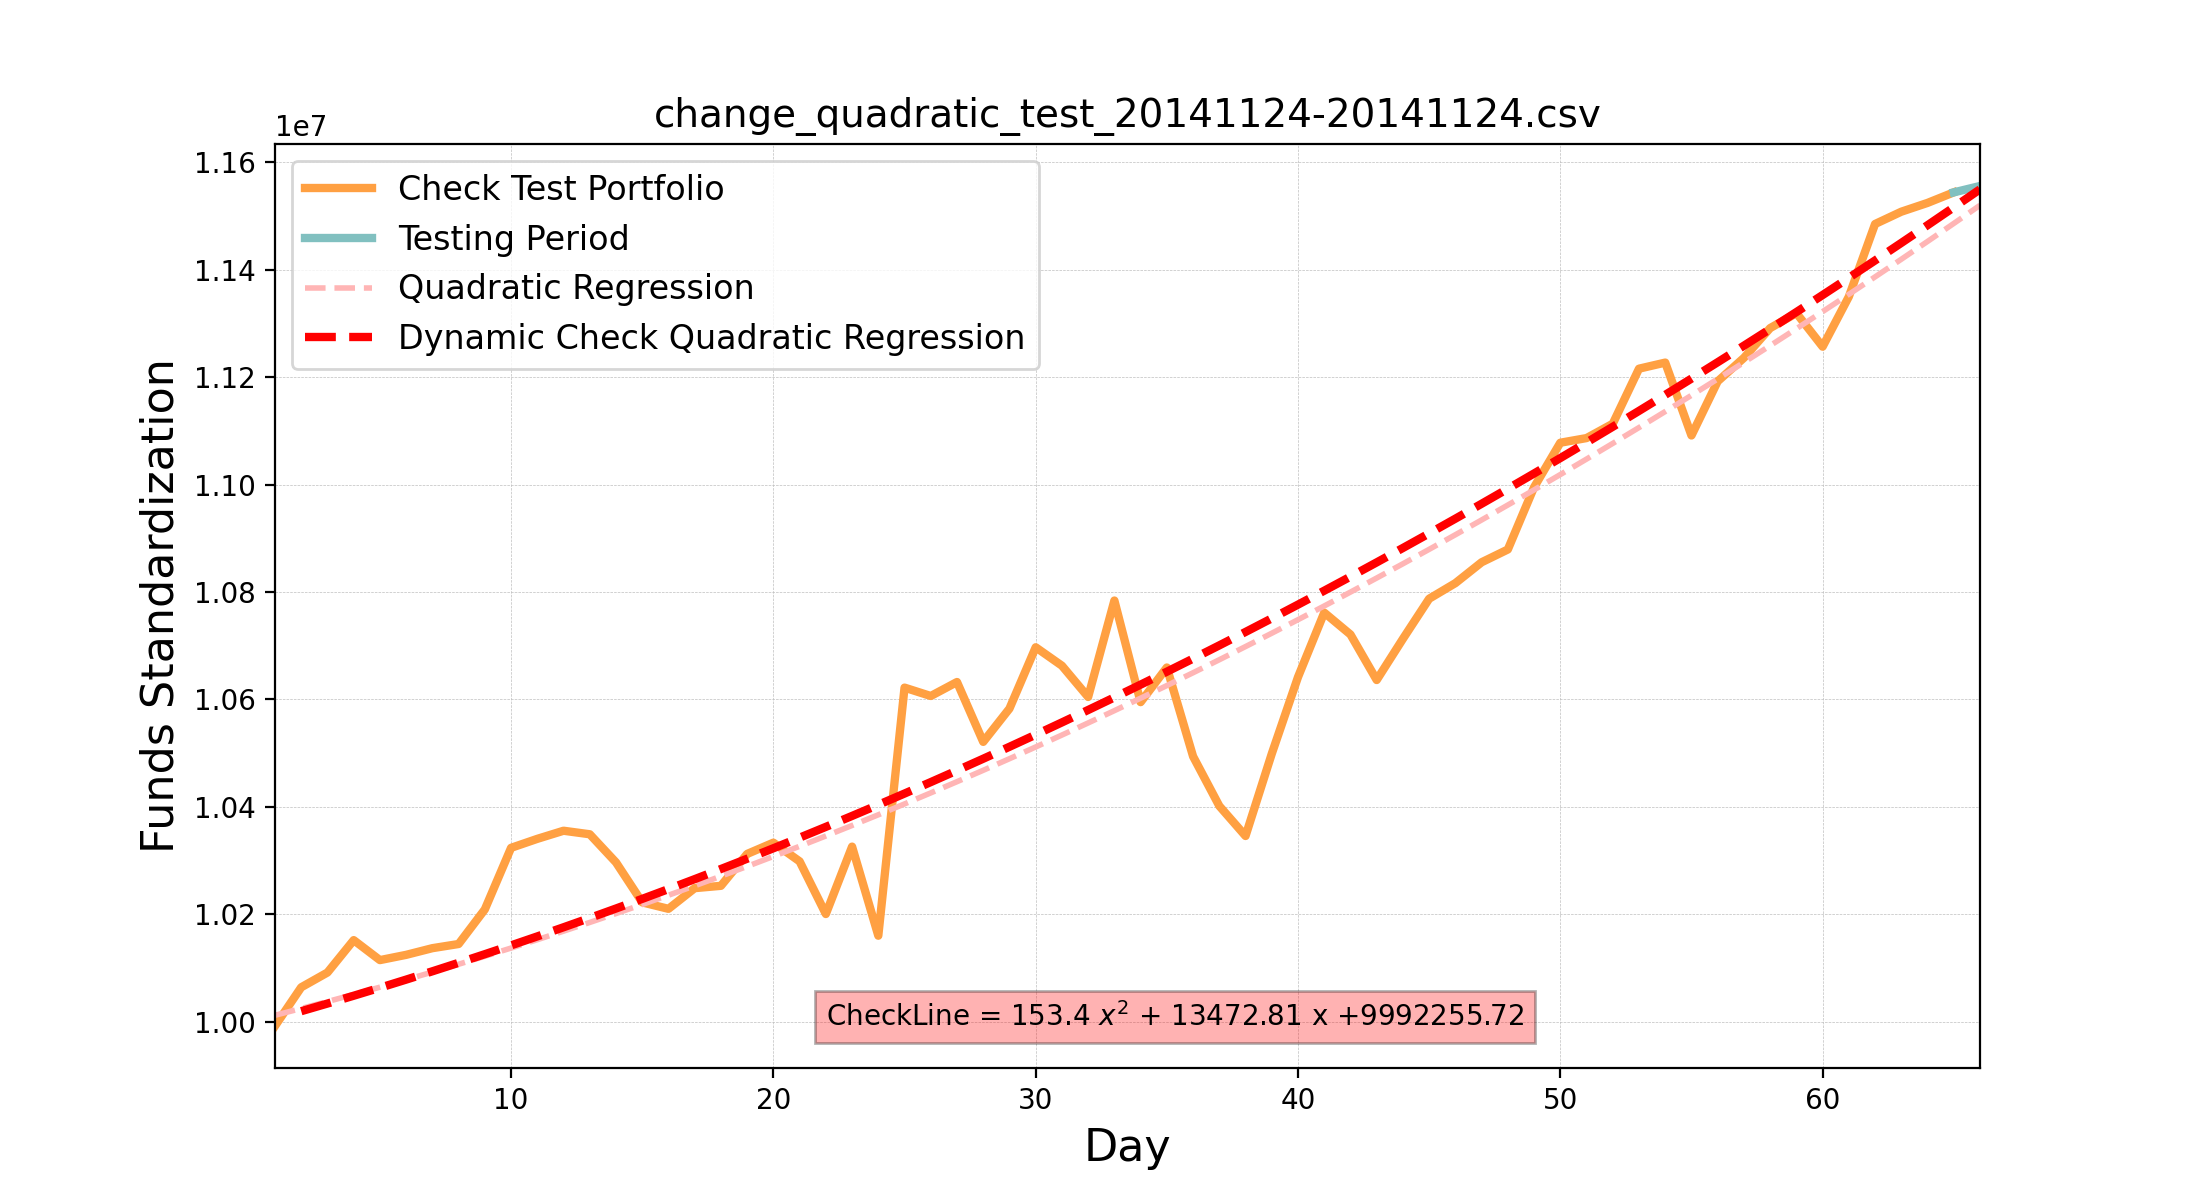 change_quadratic_test_20141124-20141124.csv
1e7
1.16
1.14
1.12
1.10
1.08
1.06
1.04
1.02
1.00
Funds Standardization
Check Test Portfolio
Testing Period
Quadratic Regression
Dynamic Check Quadratic Regression
CheckLine = 153.4 x² + 13472.81 x +9992255.72
10 20 30 40 50 60
Day